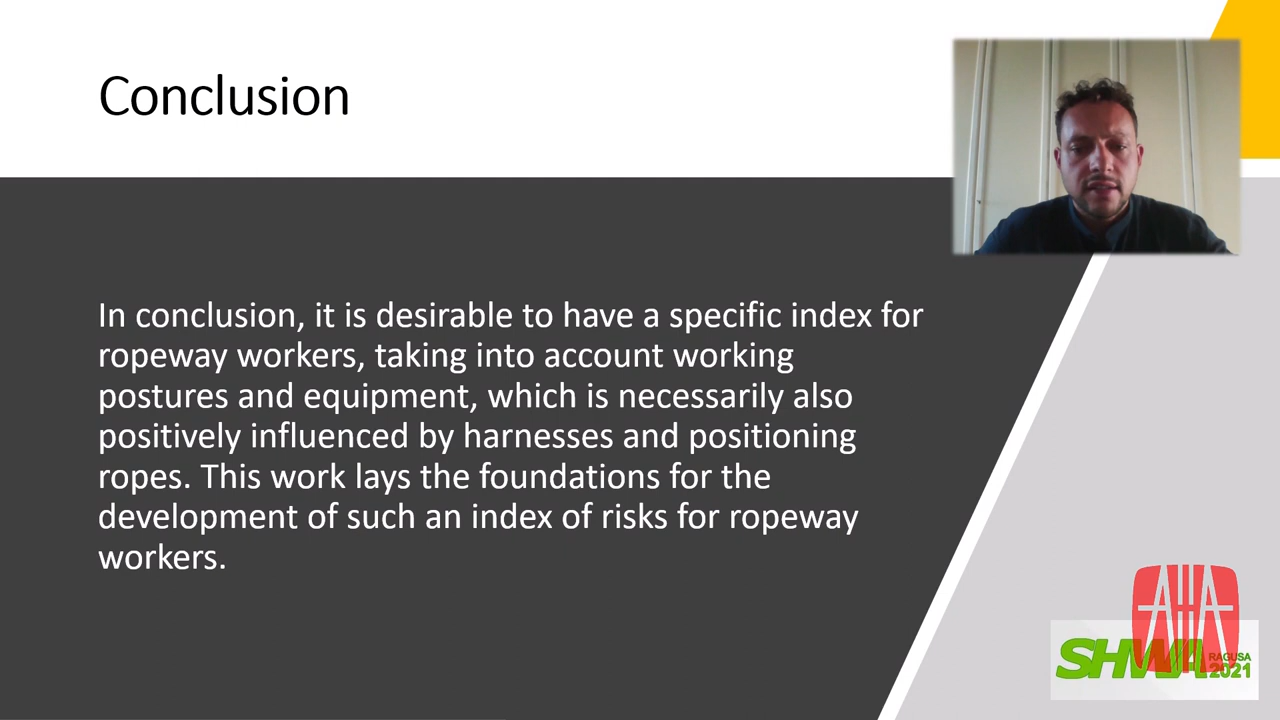 Conclusion
In conclusion, it is desirable to have a specific index for
ropeway workers, taking into account working
postures and equipment, which is necessarily also
positively influenced by harnesses and positioning
ropes. This work lays the foundations for the
development of such an index of risks for ropeway
workers.
AIIA
SHWA RAGUSA
2021